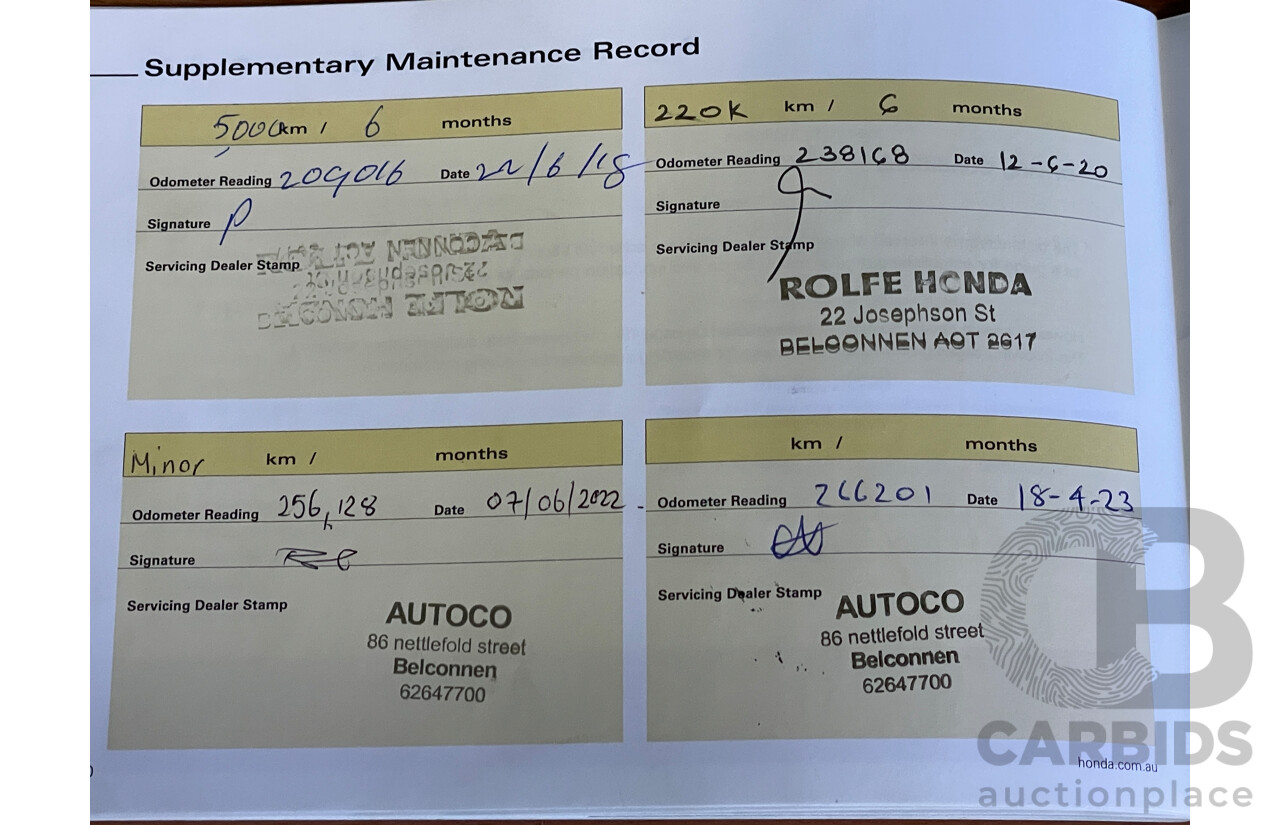 Supplementary Maintenance Record
5000 km / 6 months
Odometer Reading 209016 Date 22/6/18
Signature
Servicing Dealer Stamp
220K km / 6 months
Odometer Reading 238168 Date 12-6-20
Signature
Servicing Dealer Stamp
ROLFE HONDA
22 Josephson St
BELCONNEN ACT 2617
Minor km / months
Odometer Reading 256,128 Date 07/06/2022
Signature
Servicing Dealer Stamp
AUTOCO
86 nettlefold street
Belconnen
62647700
km / months
Odometer Reading 266201 Date 18-4-23
Signature
Servicing Dealer Stamp
AUTOCO
86 nettlefold street
Belconnen
62647700
honda.com.au
CB
CARBIDS
auctionplace